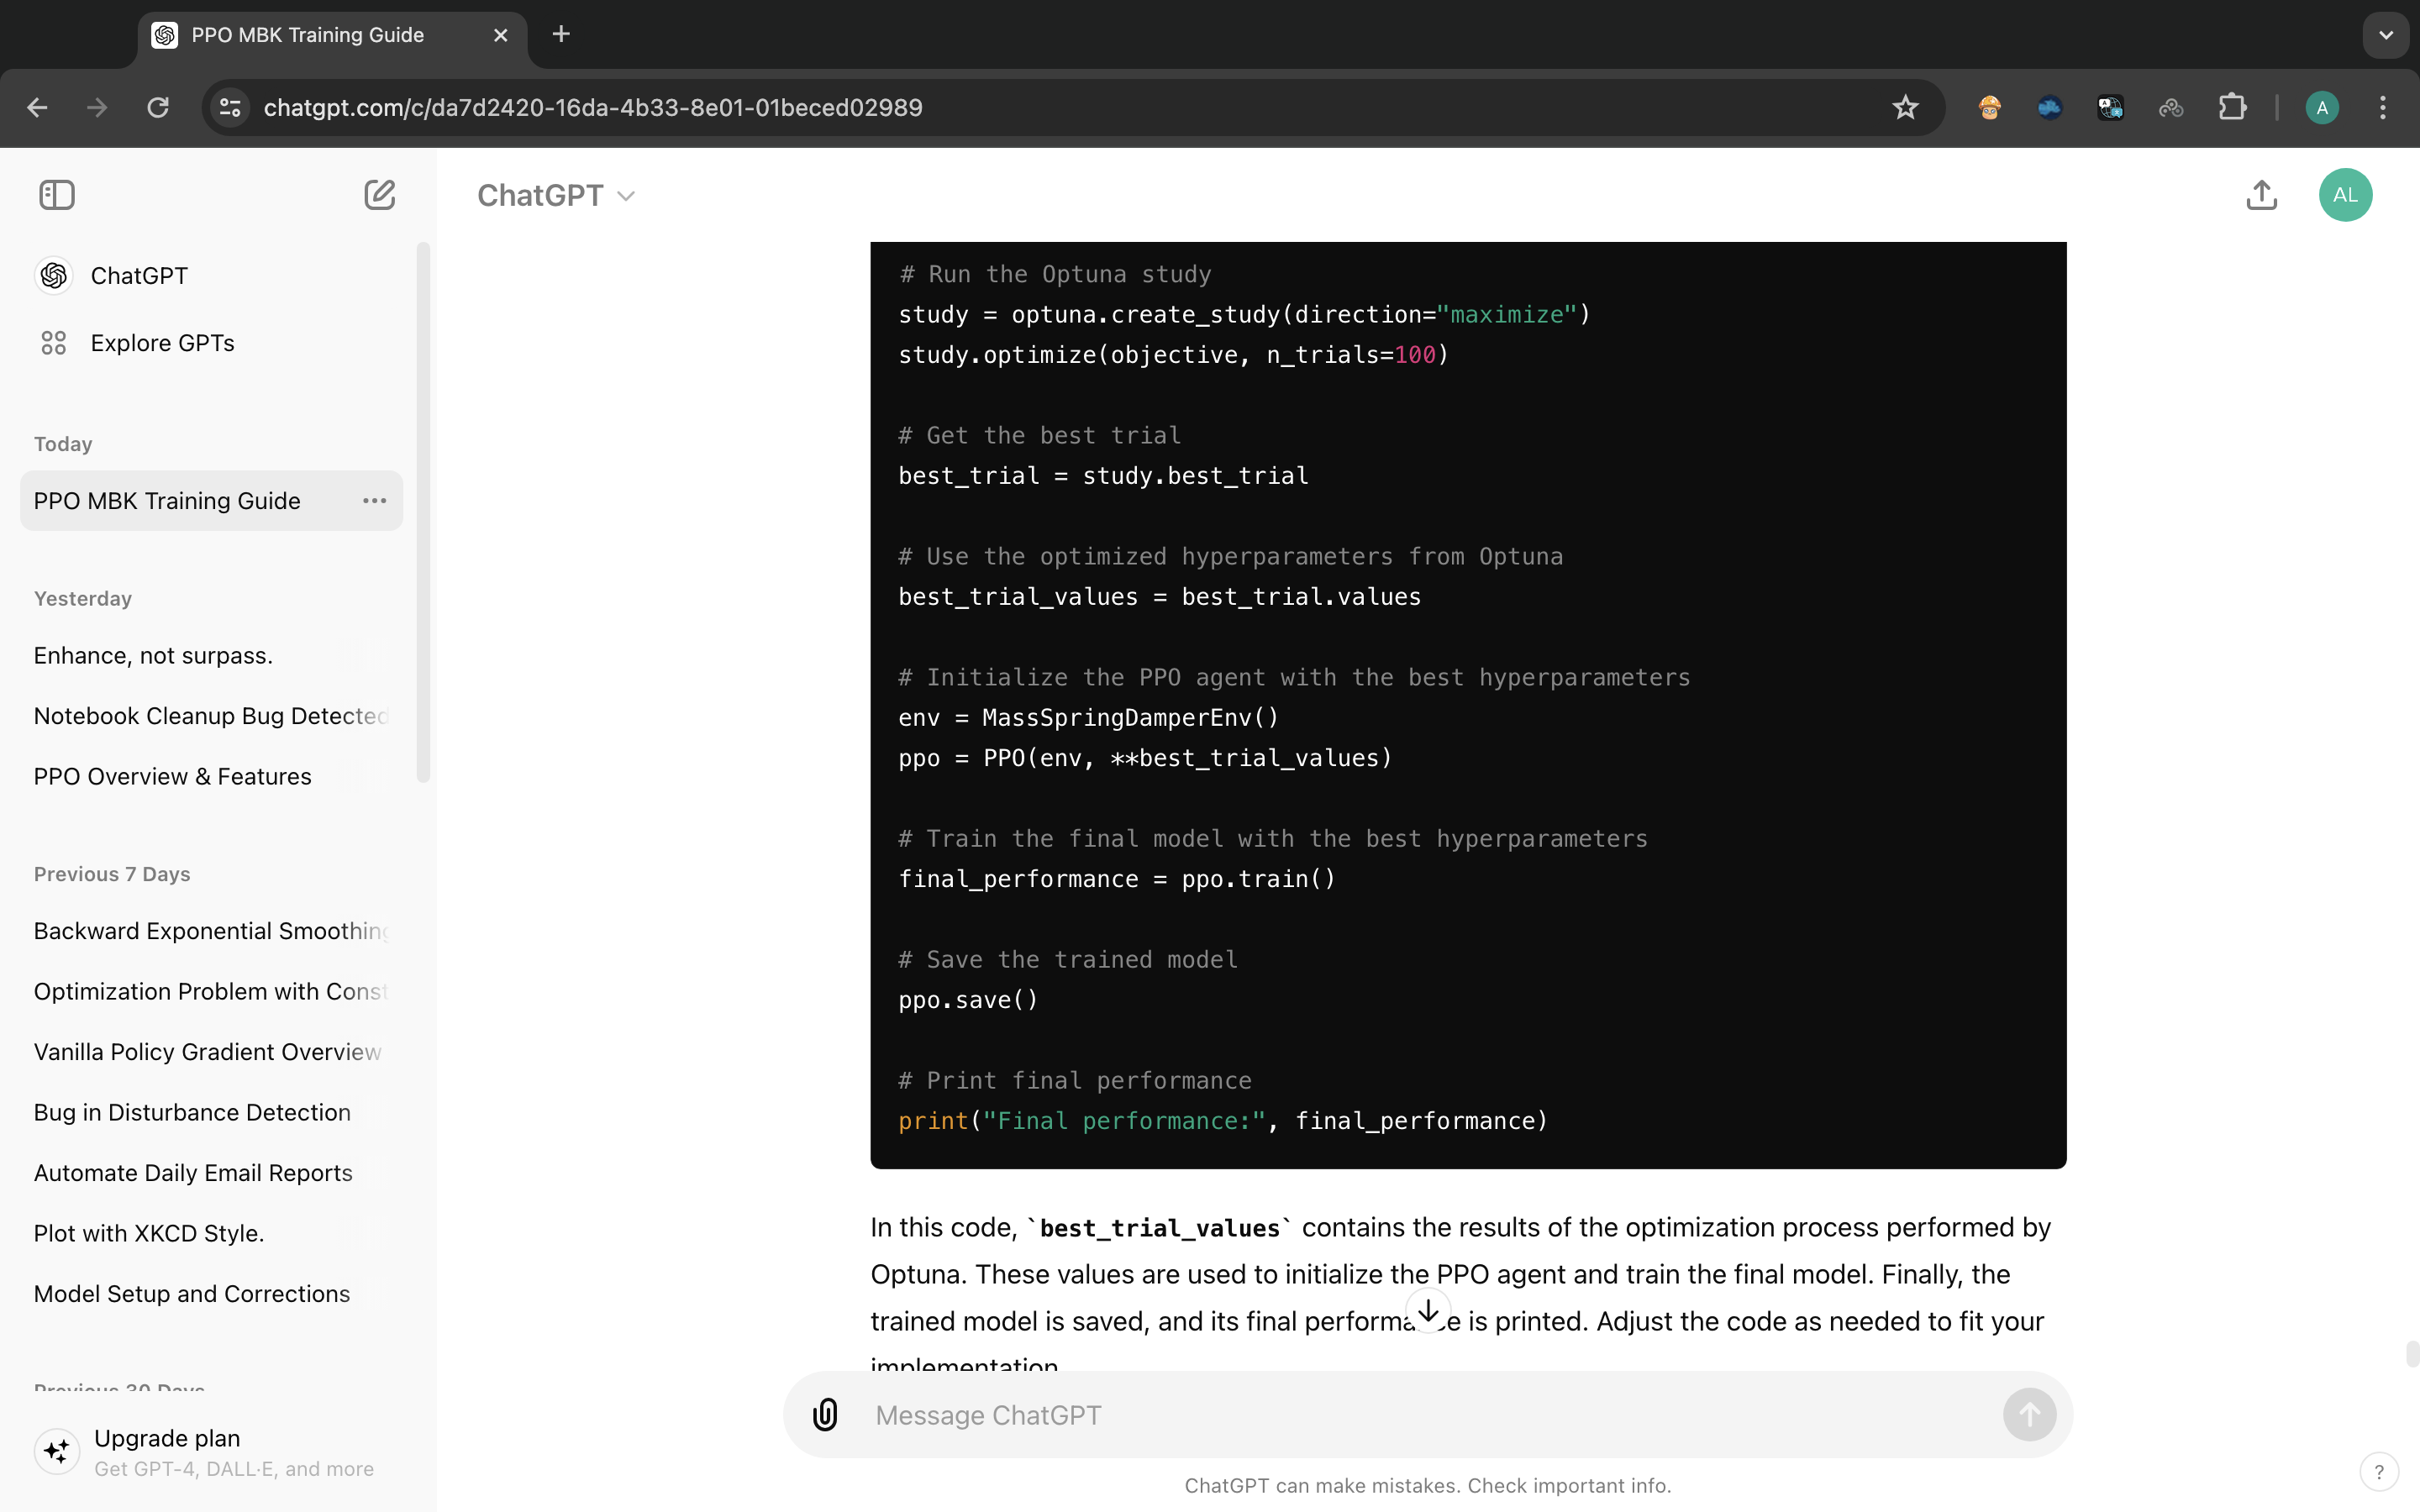 PPO MBK Training Guide
chatgpt.com/c/da7d2420-16da-4b33-8e01-01beced02989
A
ChatGPT
AL
ChatGPT
Explore GPTs
Today
PPO MBK Training Guide
Yesterday
Enhance, not surpass.
Notebook Cleanup Bug Detected
PPO Overview & Features
Previous 7 Days
Backward Exponential Smoothing
Optimization Problem with Const
Vanilla Policy Gradient Overview
Bug in Disturbance Detection
Automate Daily Email Reports
Plot with XKCD Style.
Model Setup and Corrections
Previous 30 Days
Upgrade plan
Get GPT-4, DALL·E, and more
# Run the Optuna study
study = optuna.create_study(direction="maximize")
study.optimize(objective, n_trials=100)
# Get the best trial
best_trial = study.best_trial
# Use the optimized hyperparameters from Optuna
best_trial_values = best_trial.values
# Initialize the PPO agent with the best hyperparameters
env = MassSpringDamperEnv()
ppo = PPO(env, **best_trial_values)
# Train the final model with the best hyperparameters
final_performance = ppo.train()
# Save the trained model
ppo.save()
# Print final performance
print("Final performance:", final_performance)
In this code, `best_trial_values` contains the results of the optimization process performed by
Optuna. These values are used to initialize the PPO agent and train the final model. Finally, the
trained model is saved, and its final performance is printed. Adjust the code as needed to fit your
implementation.
Message ChatGPT
ChatGPT can make mistakes. Check important info.
?